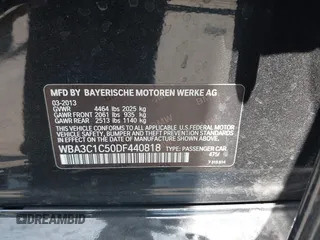 MFD BY BAYERISCHE MOTOREN WERKE AG
03-2013
GVWR 4464 lbs 2025 kg
GAWR FRONT 2061 lbs 935 kg
GAWR REAR 2513 lbs 1140 kg
THIS VEHICLE CONFORMS TO ALL APPLICABLE U.S. FEDERAL MOTOR
VEHICLE SAFETY, BUMPER AND THEFT PREVENTION STANDARDS
IN EFFECT ON THE DATE OF MANUFACTURE SHOWN ABOVE.
WBA3C1C50DF440818 TYPE: PASSENGER CAR
475/
DREAMBID